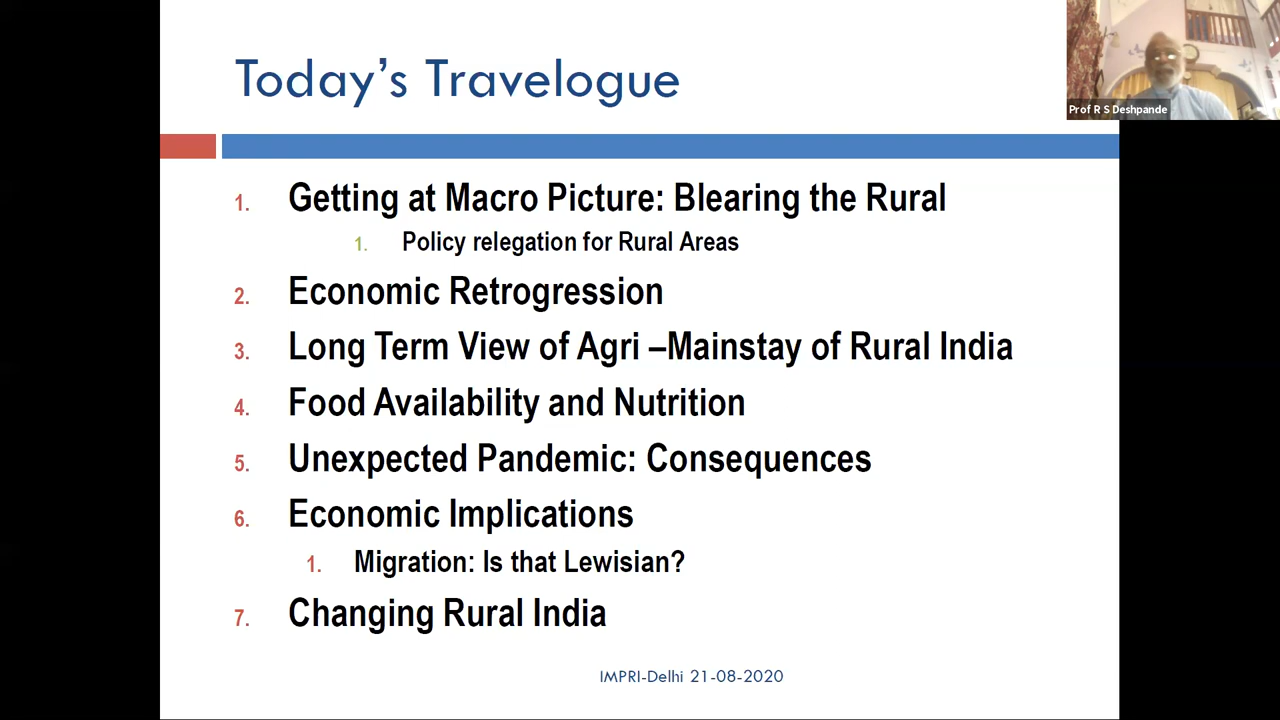 Today’s Travelogue
Prof R S Deshpande
1. Getting at Macro Picture: Blearing the Rural
1. Policy relegation for Rural Areas
2. Economic Retrogression
3. Long Term View of Agri –Mainstay of Rural India
4. Food Availability and Nutrition
5. Unexpected Pandemic: Consequences
6. Economic Implications
1. Migration: Is that Lewisian?
7. Changing Rural India
IMPRI-Delhi 21-08-2020